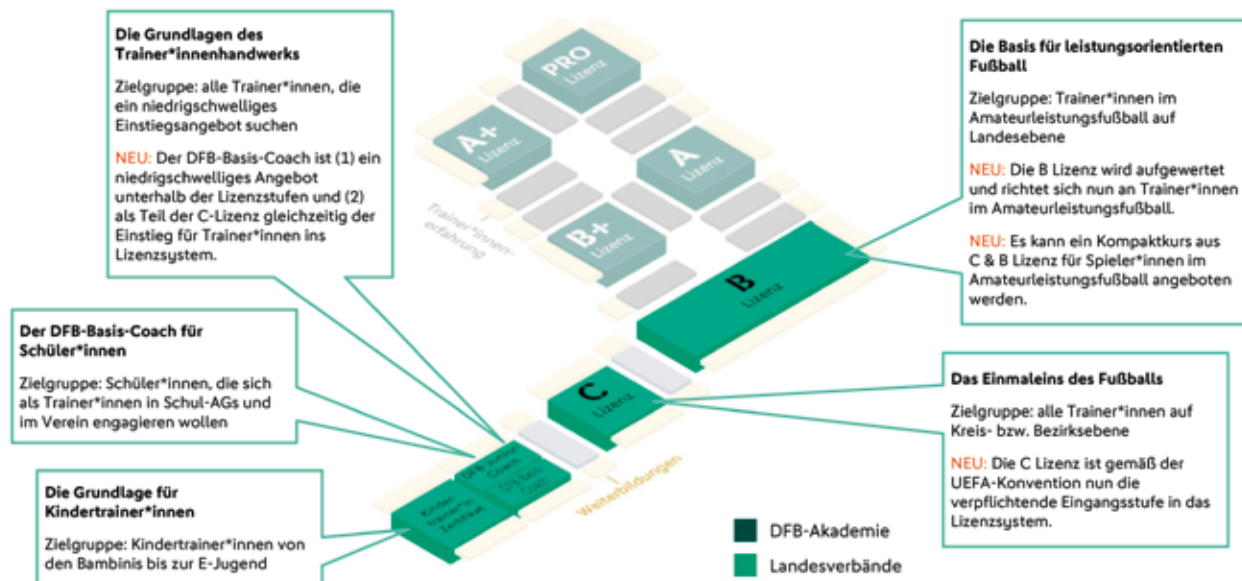 Die Grundlagen des
Trainer*innenhandwerks
Zielgruppe: alle Trainer*innen, die
ein niedrigschwelliges
Einstiegsangebot suchen
NEU: Der DFB-Basis-Coach ist (1) ein
niedrigschwelliges Angebot
unterhalb der Lizenzstufen und (2)
als Teil der C-Lizenz gleichzeitig der
Einstieg für Trainer*innen ins
Lizenzsystem.
Der DFB-Basis-Coach für
Schüler*innen
Zielgruppe: Schüler*innen, die sich
als Trainer*innen in Schul-AGs und
im Verein engagieren wollen
Die Grundlage für
Kindertrainer*innen
Zielgruppe: Kindertrainer*innen von
den Bambinis bis zur E-Jugend
PRO
Lizenz
A+
Lizenz
A
Lizenz
Trainer*innen-
erfahrung
B+
Lizenz
B
Lizenz
C
Lizenz
DFB Junior
Coach
DFB Basis
Coach
Kinder
trainer*in
Zertifikat
Weiterbildungen
Die Basis für leistungsorientierten
Fußball
Zielgruppe: Trainer*innen im
Amateurleistungsfußball auf
Landesebene
NEU: Die B Lizenz wird aufgewertet
und richtet sich nun an Trainer*innen
im Amateurleistungsfußball.
NEU: Es kann ein Kompaktkurs aus
C & B Lizenz für Spieler*innen im
Amateurleistungsfußball angeboten
werden.
Das Einmaleins des Fußballs
Zielgruppe: alle Trainer*innen auf
Kreis- bzw. Bezirksebene
NEU: Die C Lizenz ist gemäß der
UEFA-Konvention nun die
verpflichtende Eingangsstufe in das
Lizenzsystem.
DFB-Akademie
Landesverbände